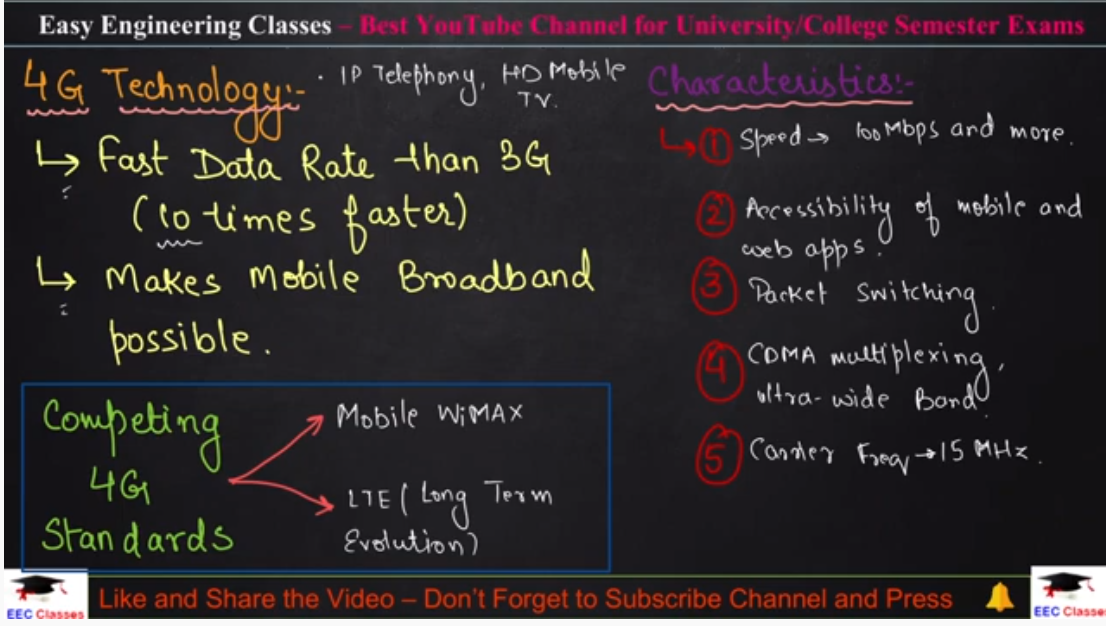 Easy Engineering Classes – Best YouTube Channel for University/College Semester Exams
4G Technology:-
· IP Telephony, HD Mobile
TV.
↳ Fast Data Rate than 3G
(10 times faster)
↳ Makes Mobile Broadband
possible.
Competing
4G
Standards
Mobile WiMAX
LTE (Long Term
Evolution)
Characteristics:-
↳ 1 Speed → 100 Mbps and more.
2 Accessibility of mobile and
web apps.
3 Packet switching.
4 CDMA multiplexing,
ultra-wide Band.
5 Carrier Freq → 15 MHz.
EEC Classes
Like and Share the Video – Don't Forget to Subscribe Channel and Press
EEC Classes